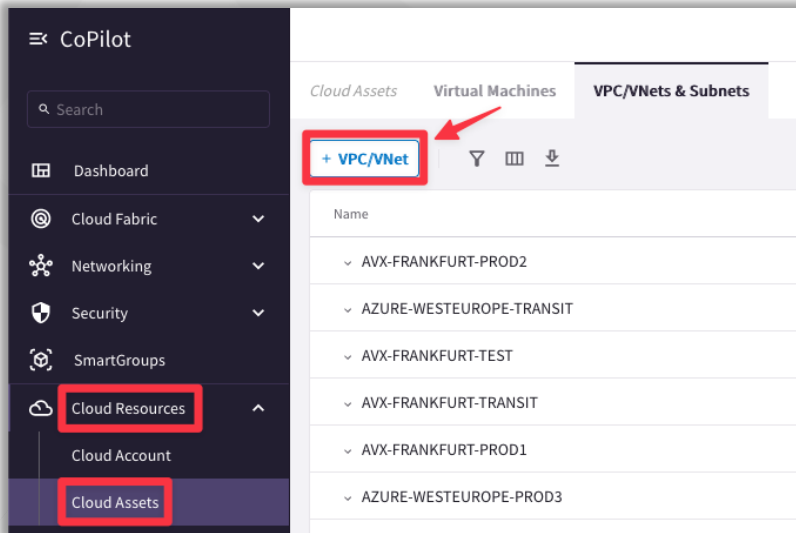 CoPilot
Search
Dashboard
Cloud Fabric
Networking
Security
SmartGroups
Cloud Resources
Cloud Account
Cloud Assets
Cloud Assets Virtual Machines VPC/VNets & Subnets
+ VPC/VNet
Name
AVX-FRANKFURT-PROD2
AZURE-WESTEUROPE-TRANSIT
AVX-FRANKFURT-TEST
AVX-FRANKFURT-TRANSIT
AVX-FRANKFURT-PROD1
AZURE-WESTEUROPE-PROD3